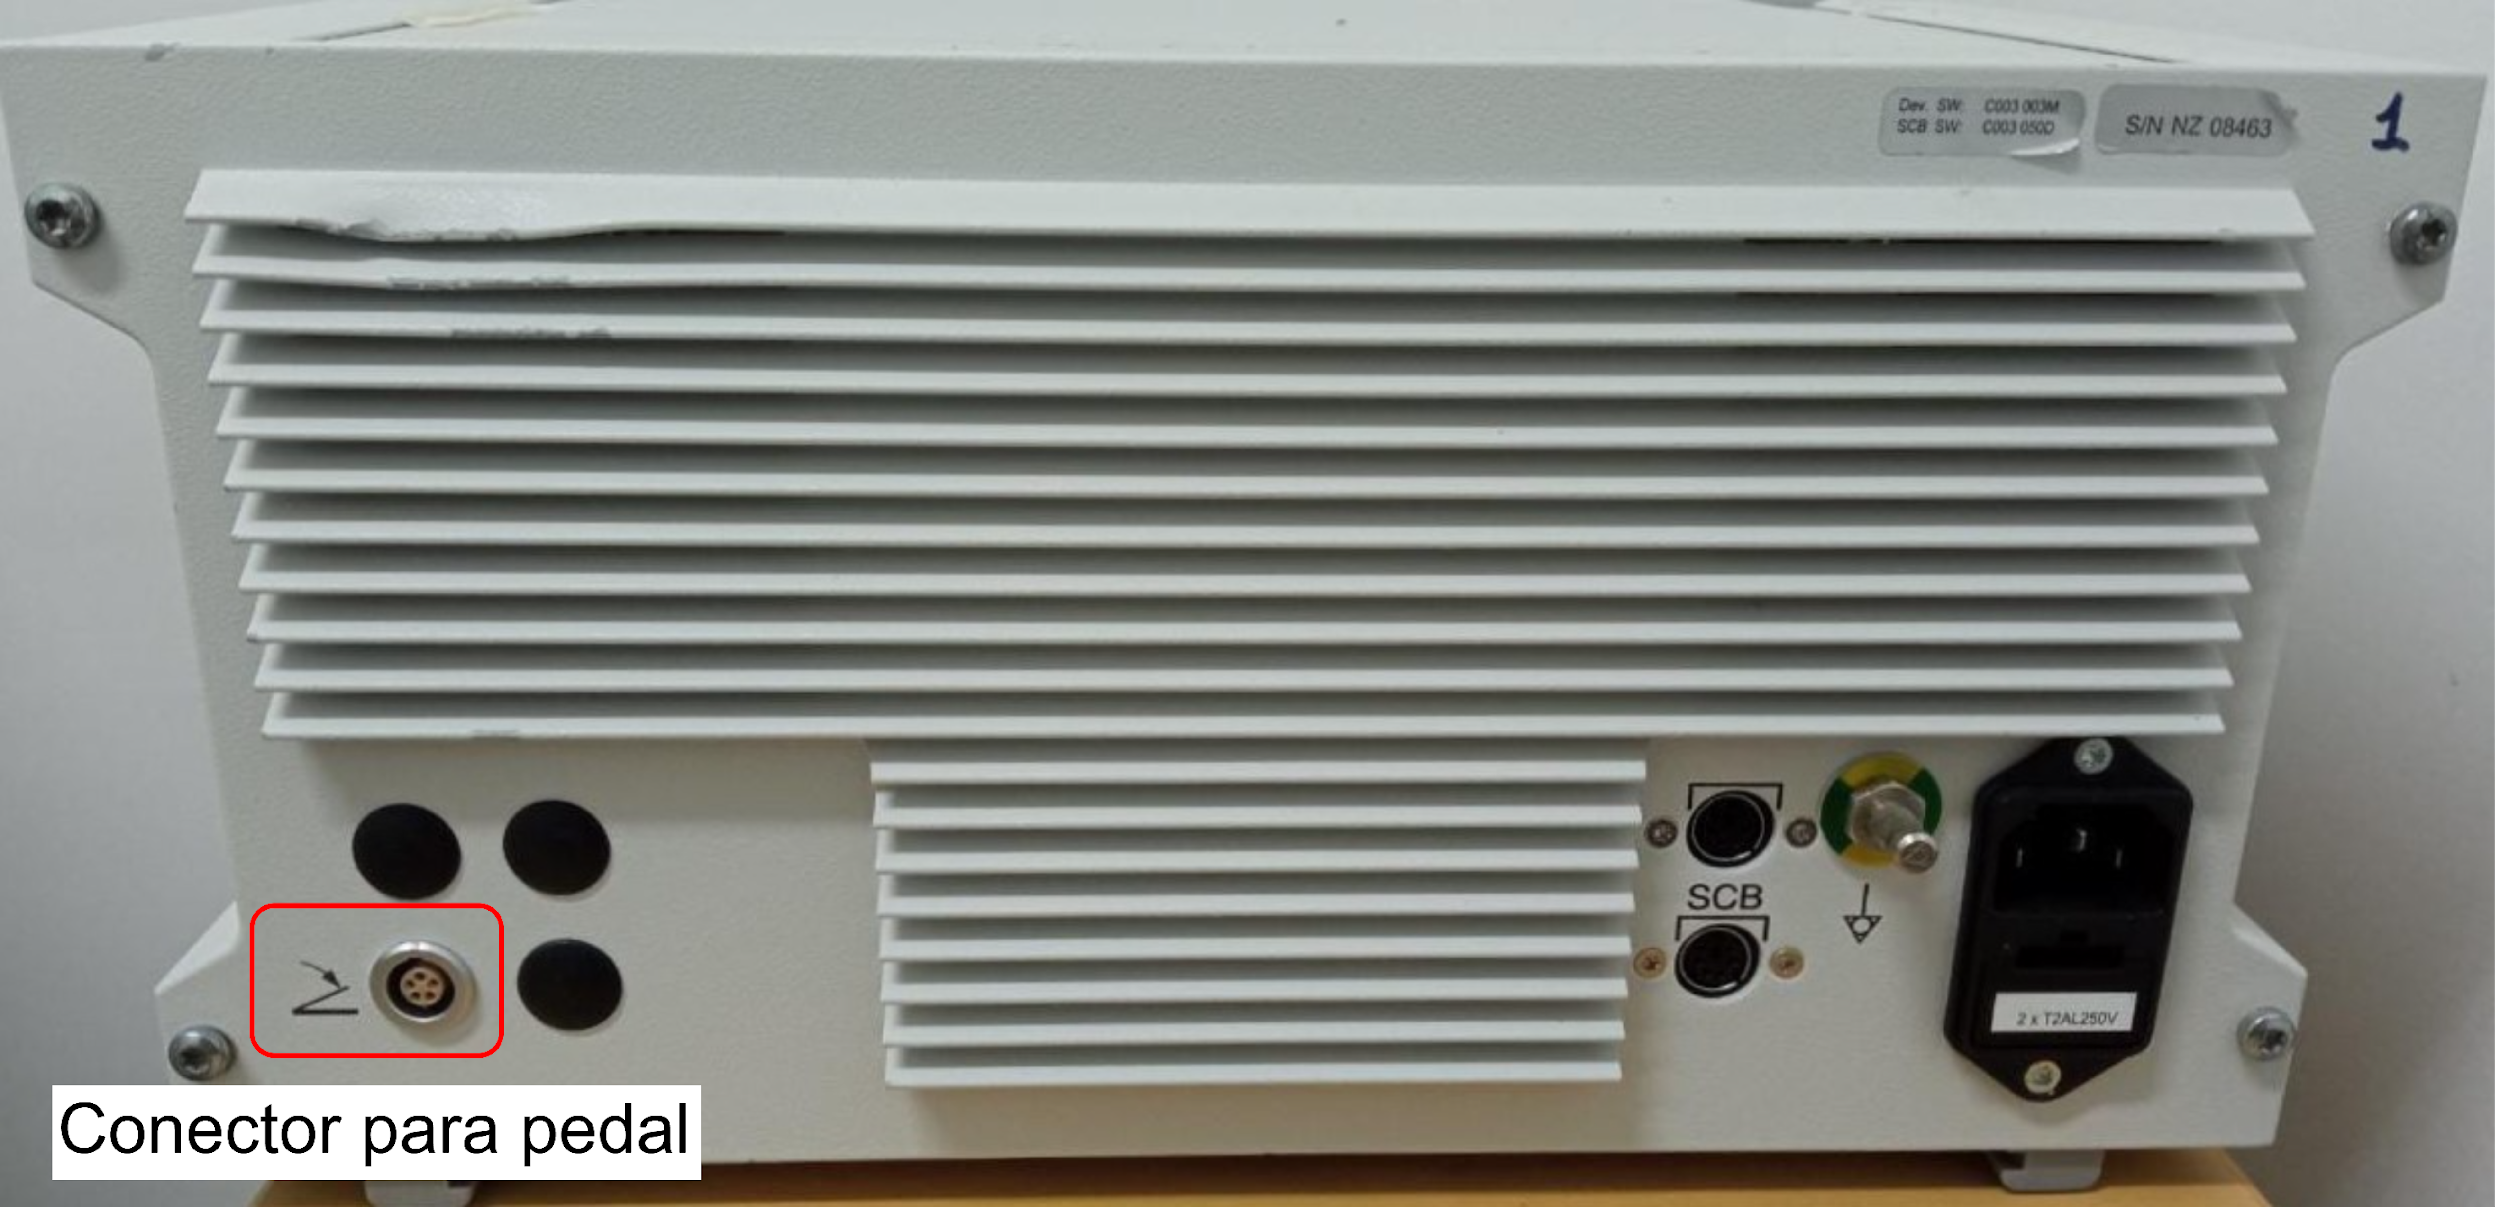 Dev. SW: C003 003M
SCB SW: C003 050D
S/N NZ 08463
1
SCB
2 x T2AL250V
Conector para pedal